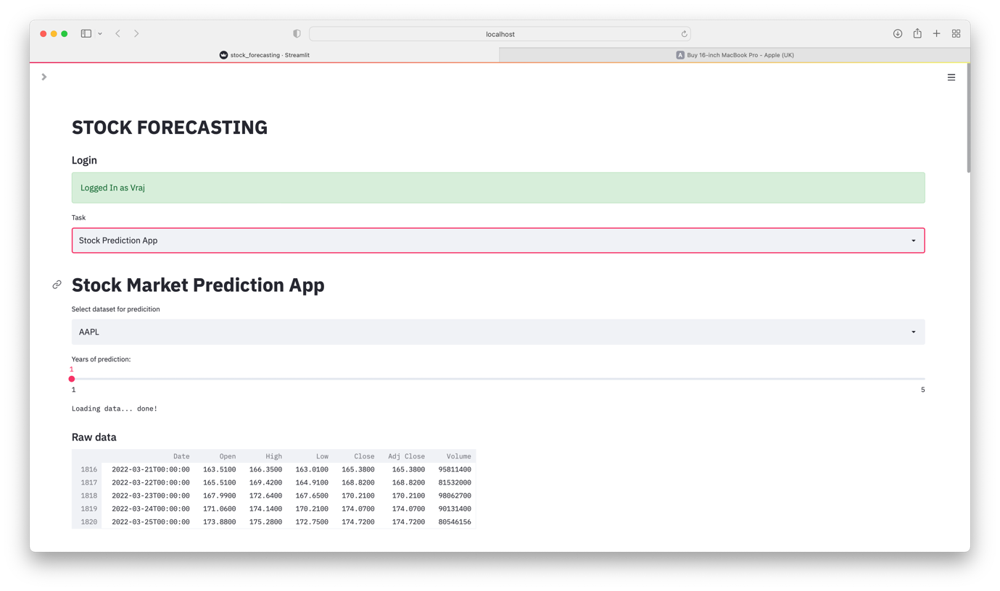 localhost
stock_forecasting · Streamlit
A Buy 16-inch MacBook Pro - Apple (UK)
STOCK FORECASTING
Login
Logged In as Vraj
Task
Stock Prediction App
Stock Market Prediction App
Select dataset for predicition
AAPL
Years of prediction:
1
1 5
Loading data... done!
Raw data
Date Open High Low Close Adj Close Volume
1816 2022-03-21T00:00:00 163.5100 166.3500 163.0100 165.3800 165.3800 95811400
1817 2022-03-22T00:00:00 165.5100 169.4200 164.9100 168.8200 168.8200 81532000
1818 2022-03-23T00:00:00 167.9900 172.6400 167.6500 170.2100 170.2100 98062700
1819 2022-03-24T00:00:00 171.0600 174.1400 170.2100 174.0700 174.0700 90131400
1820 2022-03-25T00:00:00 173.8800 175.2800 172.7500 174.7200 174.7200 80546156